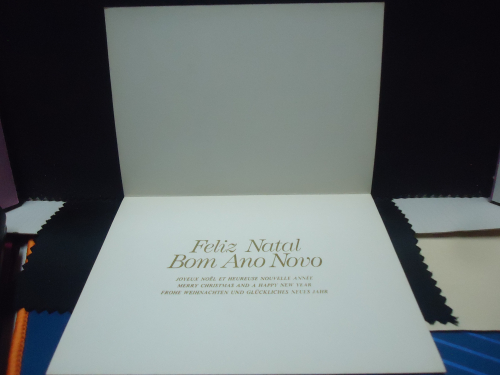 Feliz Natal
Bom Ano Novo
JOYEUX NOËL ET HEUREUSE NOUVELLE ANNÉE
MERRY CHRISTMAS AND A HAPPY NEW YEAR
FROHE WEIHNACHTEN UND GLÜCKLICHES NEUES JAHR